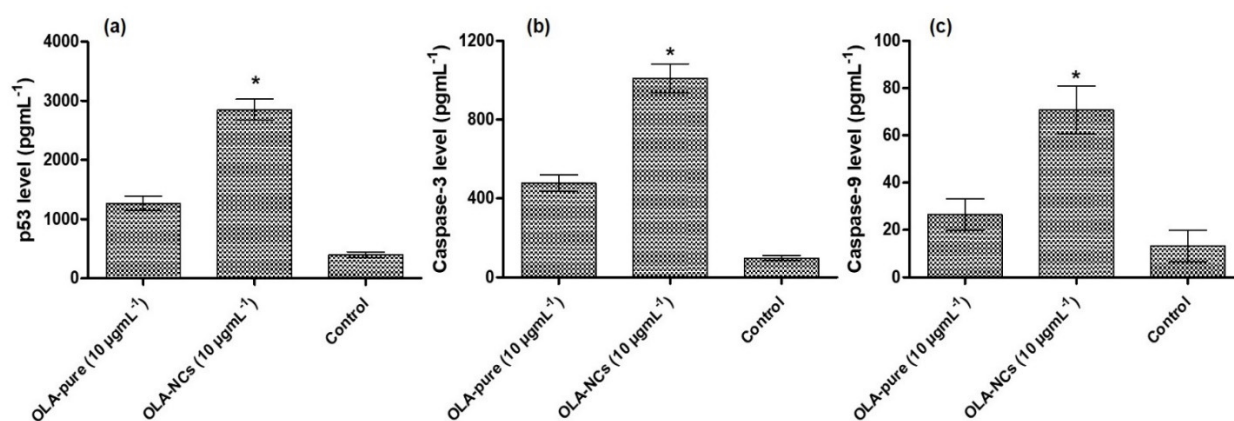 (a)
p53 level (pgmL⁻¹)
4000
3000
2000
1000
0
*
OLA-pure (10 µgmL⁻¹)
OLA-NCs (10 µgmL⁻¹)
Control
(b)
Caspase-3 level (pgmL⁻¹)
1200
800
400
0
*
OLA-pure (10 µgmL⁻¹)
OLA-NCs (10 µgmL⁻¹)
Control
(c)
Caspase-9 level (pgmL⁻¹)
100
80
60
40
20
0
*
OLA-pure (10 µgmL⁻¹)
OLA-NCs (10 µgmL⁻¹)
Control